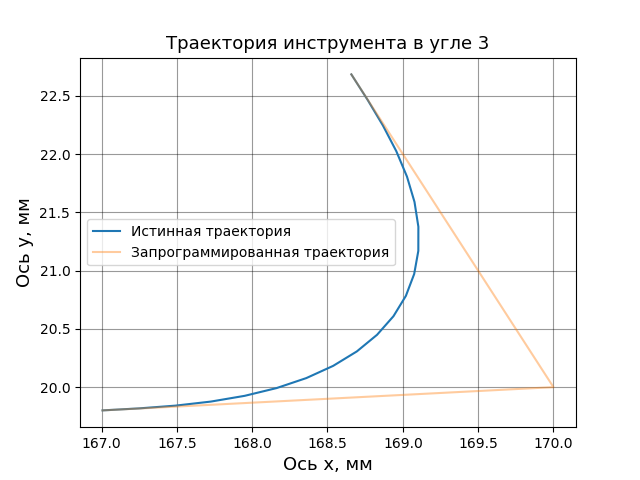 Траектория инструмента в угле 3
Ось y, мм
22.5
22.0
21.5
21.0
20.5
20.0
Истинная траектория
Запрограммированная траектория
167.0 167.5 168.0 168.5 169.0 169.5 170.0
Ось x, мм